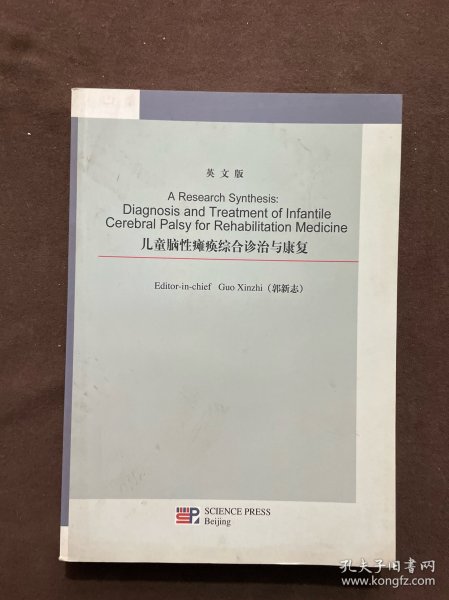 英文版
A Research Synthesis:
Diagnosis and Treatment of Infantile
Cerebral Palsy for Rehabilitation Medicine
儿童脑性瘫痪综合诊治与康复
Editor-in-chief Guo Xinzhi (郭新志)
SCIENCE PRESS
Beijing
孔夫子旧书网
www.kongfz.com